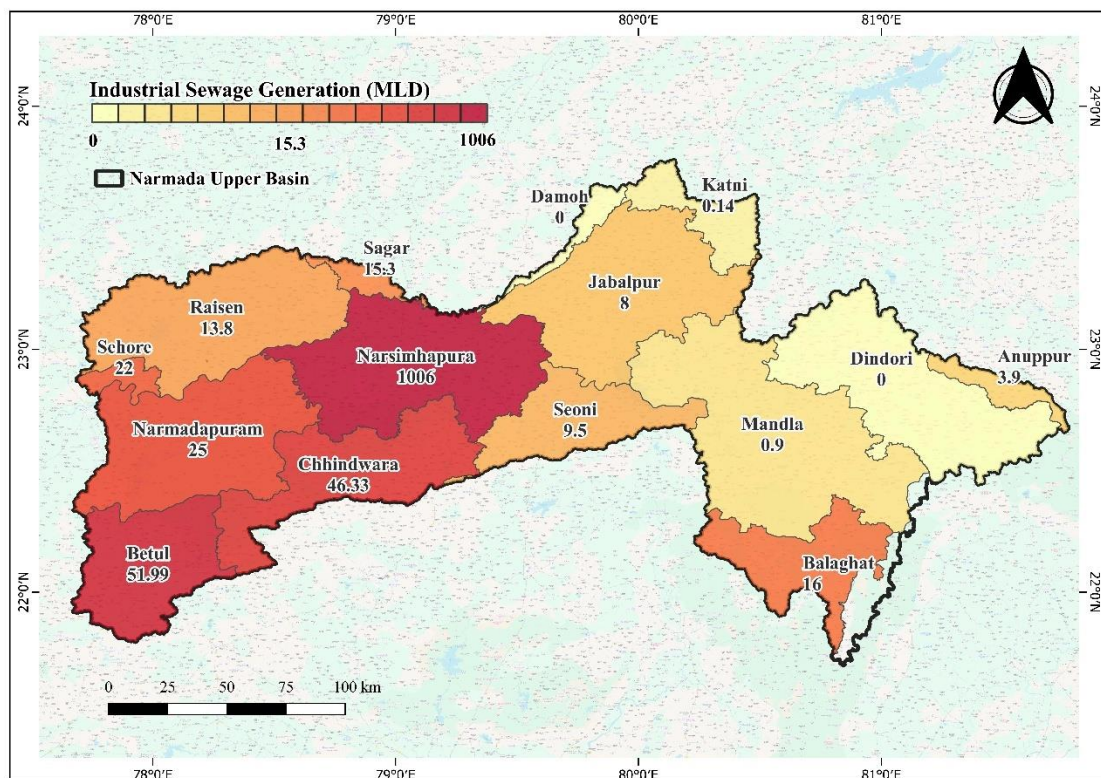 78°0'E 79°0'E 80°0'E 81°0'E
24°N
24°0'N
Industrial Sewage Generation (MLD)
0 15.3 1006
Narmada Upper Basin
Damoh
0
Katni
0.14
Sagar
15.3
Jabalpur
8
Raisen
13.8
Sehore
22
Narsimhapura
1006
Dindori
0
Anuppur
3.9
23°0'N
23°0'N
Narmadapuram
25
Seoni
9.5
Mandla
0.9
Chhindwara
46.33
Betul
51.99
Balaghat
16
22°0'N
22°0'N
0 25 50 75 100 km
78°0'E 79°0'E 80°0'E 81°0'E